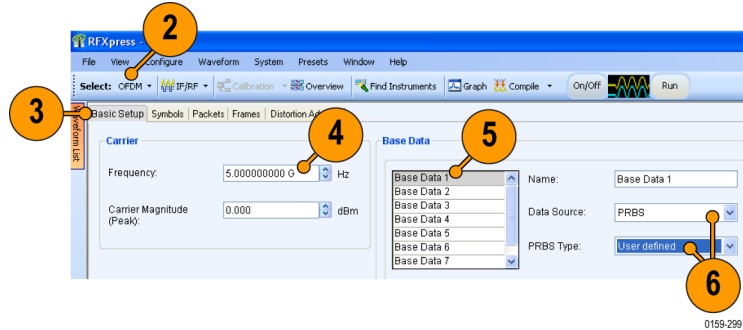 2
RFXpress -
File View Configure Waveform System Presets Window Help
Select: OFDM IF/RF Calibration Overview Find Instruments Graph Compile On/Off Run
3
Waveform List
Basic Setup Symbols Packets Frames Distortion
4
5
Carrier
Base Data
Frequency: 5.000000000 G Hz
Carrier Magnitude (Peak): 0.000 dBm
Base Data 1
Base Data 2
Base Data 3
Base Data 4
Base Data 5
Base Data 6
Base Data 7
Name: Base Data 1
Data Source: PRBS
PRBS Type: User defined
6
0159-299